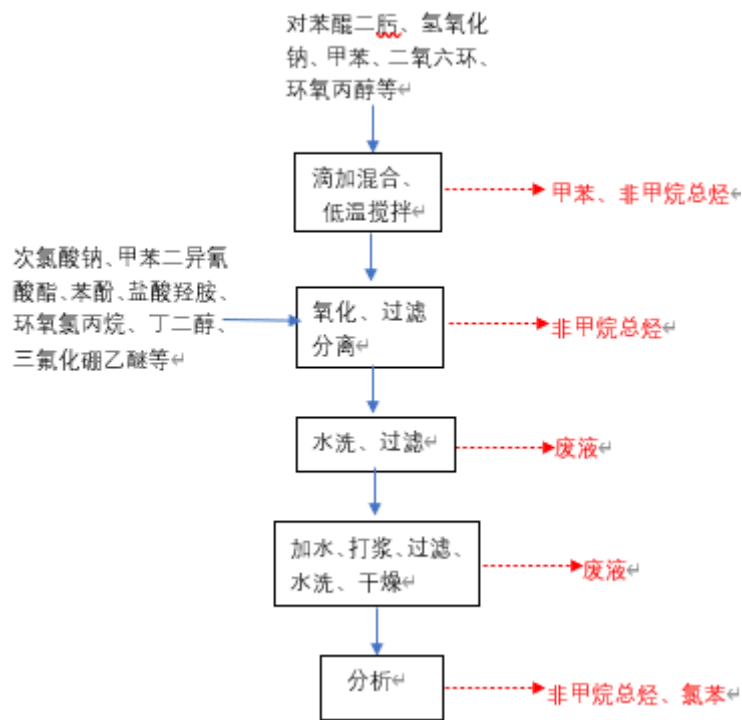 对苯醌二肟、氢氧化
钠、甲苯、二氧六环、
环氧丙醇等
滴加混合、
低温搅拌
甲苯、非甲烷总烃
次氯酸钠、甲苯二异氰
酸酯、苯酚、盐酸羟胺、
环氧氯丙烷、丁二醇、
三氟化硼乙醚等
氧化、过滤
分离
非甲烷总烃
水洗、过滤
废液
加水、打浆、过滤、
水洗、干燥
废液
分析
非甲烷总烃、氯苯